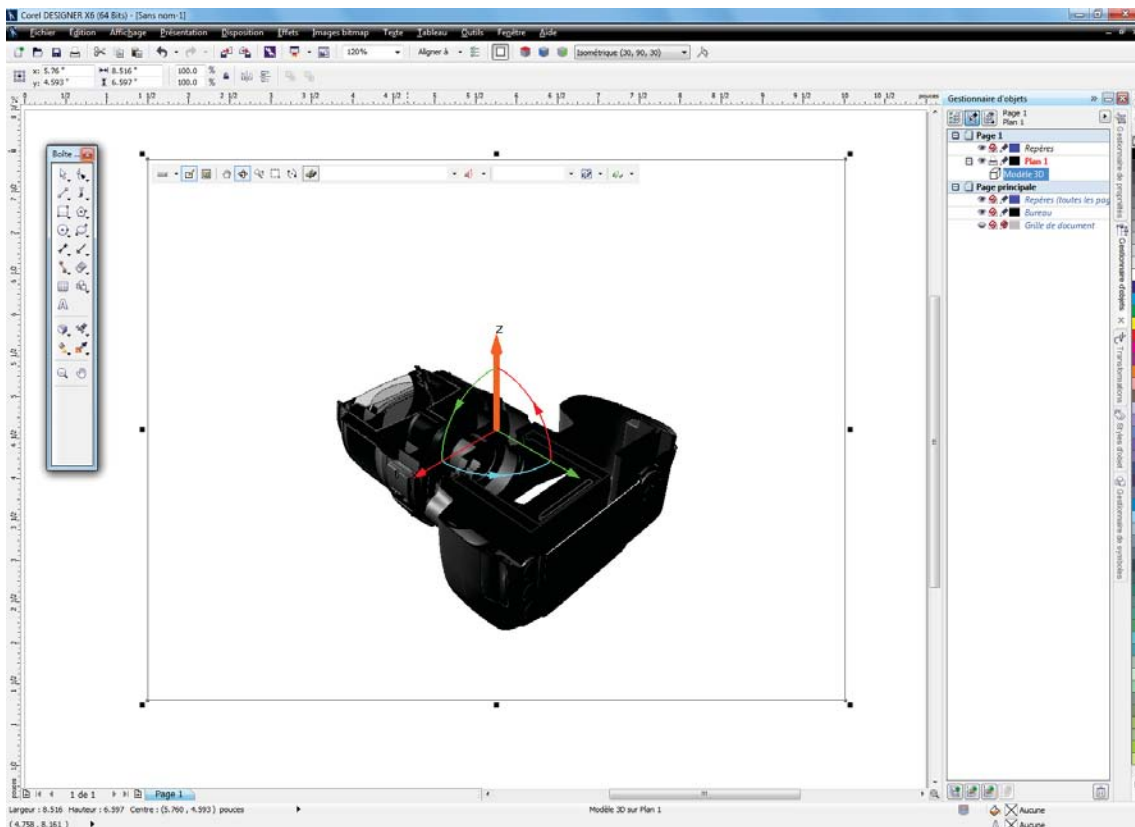 Corel DESIGNER X6 (64 Bits) - [Sans nom-1]
Fichier Édition Affichage Présentation Disposition Effets Images bitmap Texte Tableau Outils Fenêtre Aide
120% Aligner à Isométrique (30, 90, 30)
x: 5.76 " 8.516 " 100.0 %
y: 4.593 " 6.597 " 100.0 %
pouces
Gestionnaire d'objets
Page 1
Plan 1
Page 1
Repères
Plan 1
Modèle 3D
Page principale
Repères (toutes les pag
Bureau
Grille de document
Boîte ...
Z
Gestionnaire de propriétés
Gestionnaire d'objets
Transformations
Styles d'objet
Gestionnaire de symboles
1 de 1 Page 1
Largeur : 8.516 Hauteur : 6.597 Centre : (5.760 , 4.593) pouces
Modèle 3D sur Plan 1
Aucune
(4.758 , 8.161 )
Aucune